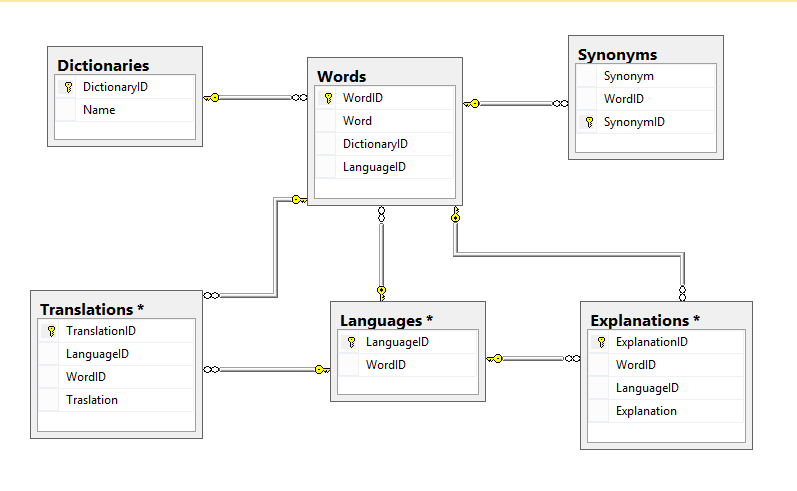 Dictionaries
DictionaryID
Name
Words
WordID
Word
DictionaryID
LanguageID
Synonyms
Synonym
WordID
SynonymID
Translations *
TranslationID
LanguageID
WordID
Traslation
Languages *
LanguageID
WordID
Explanations *
ExplanationID
WordID
LanguageID
Explanation